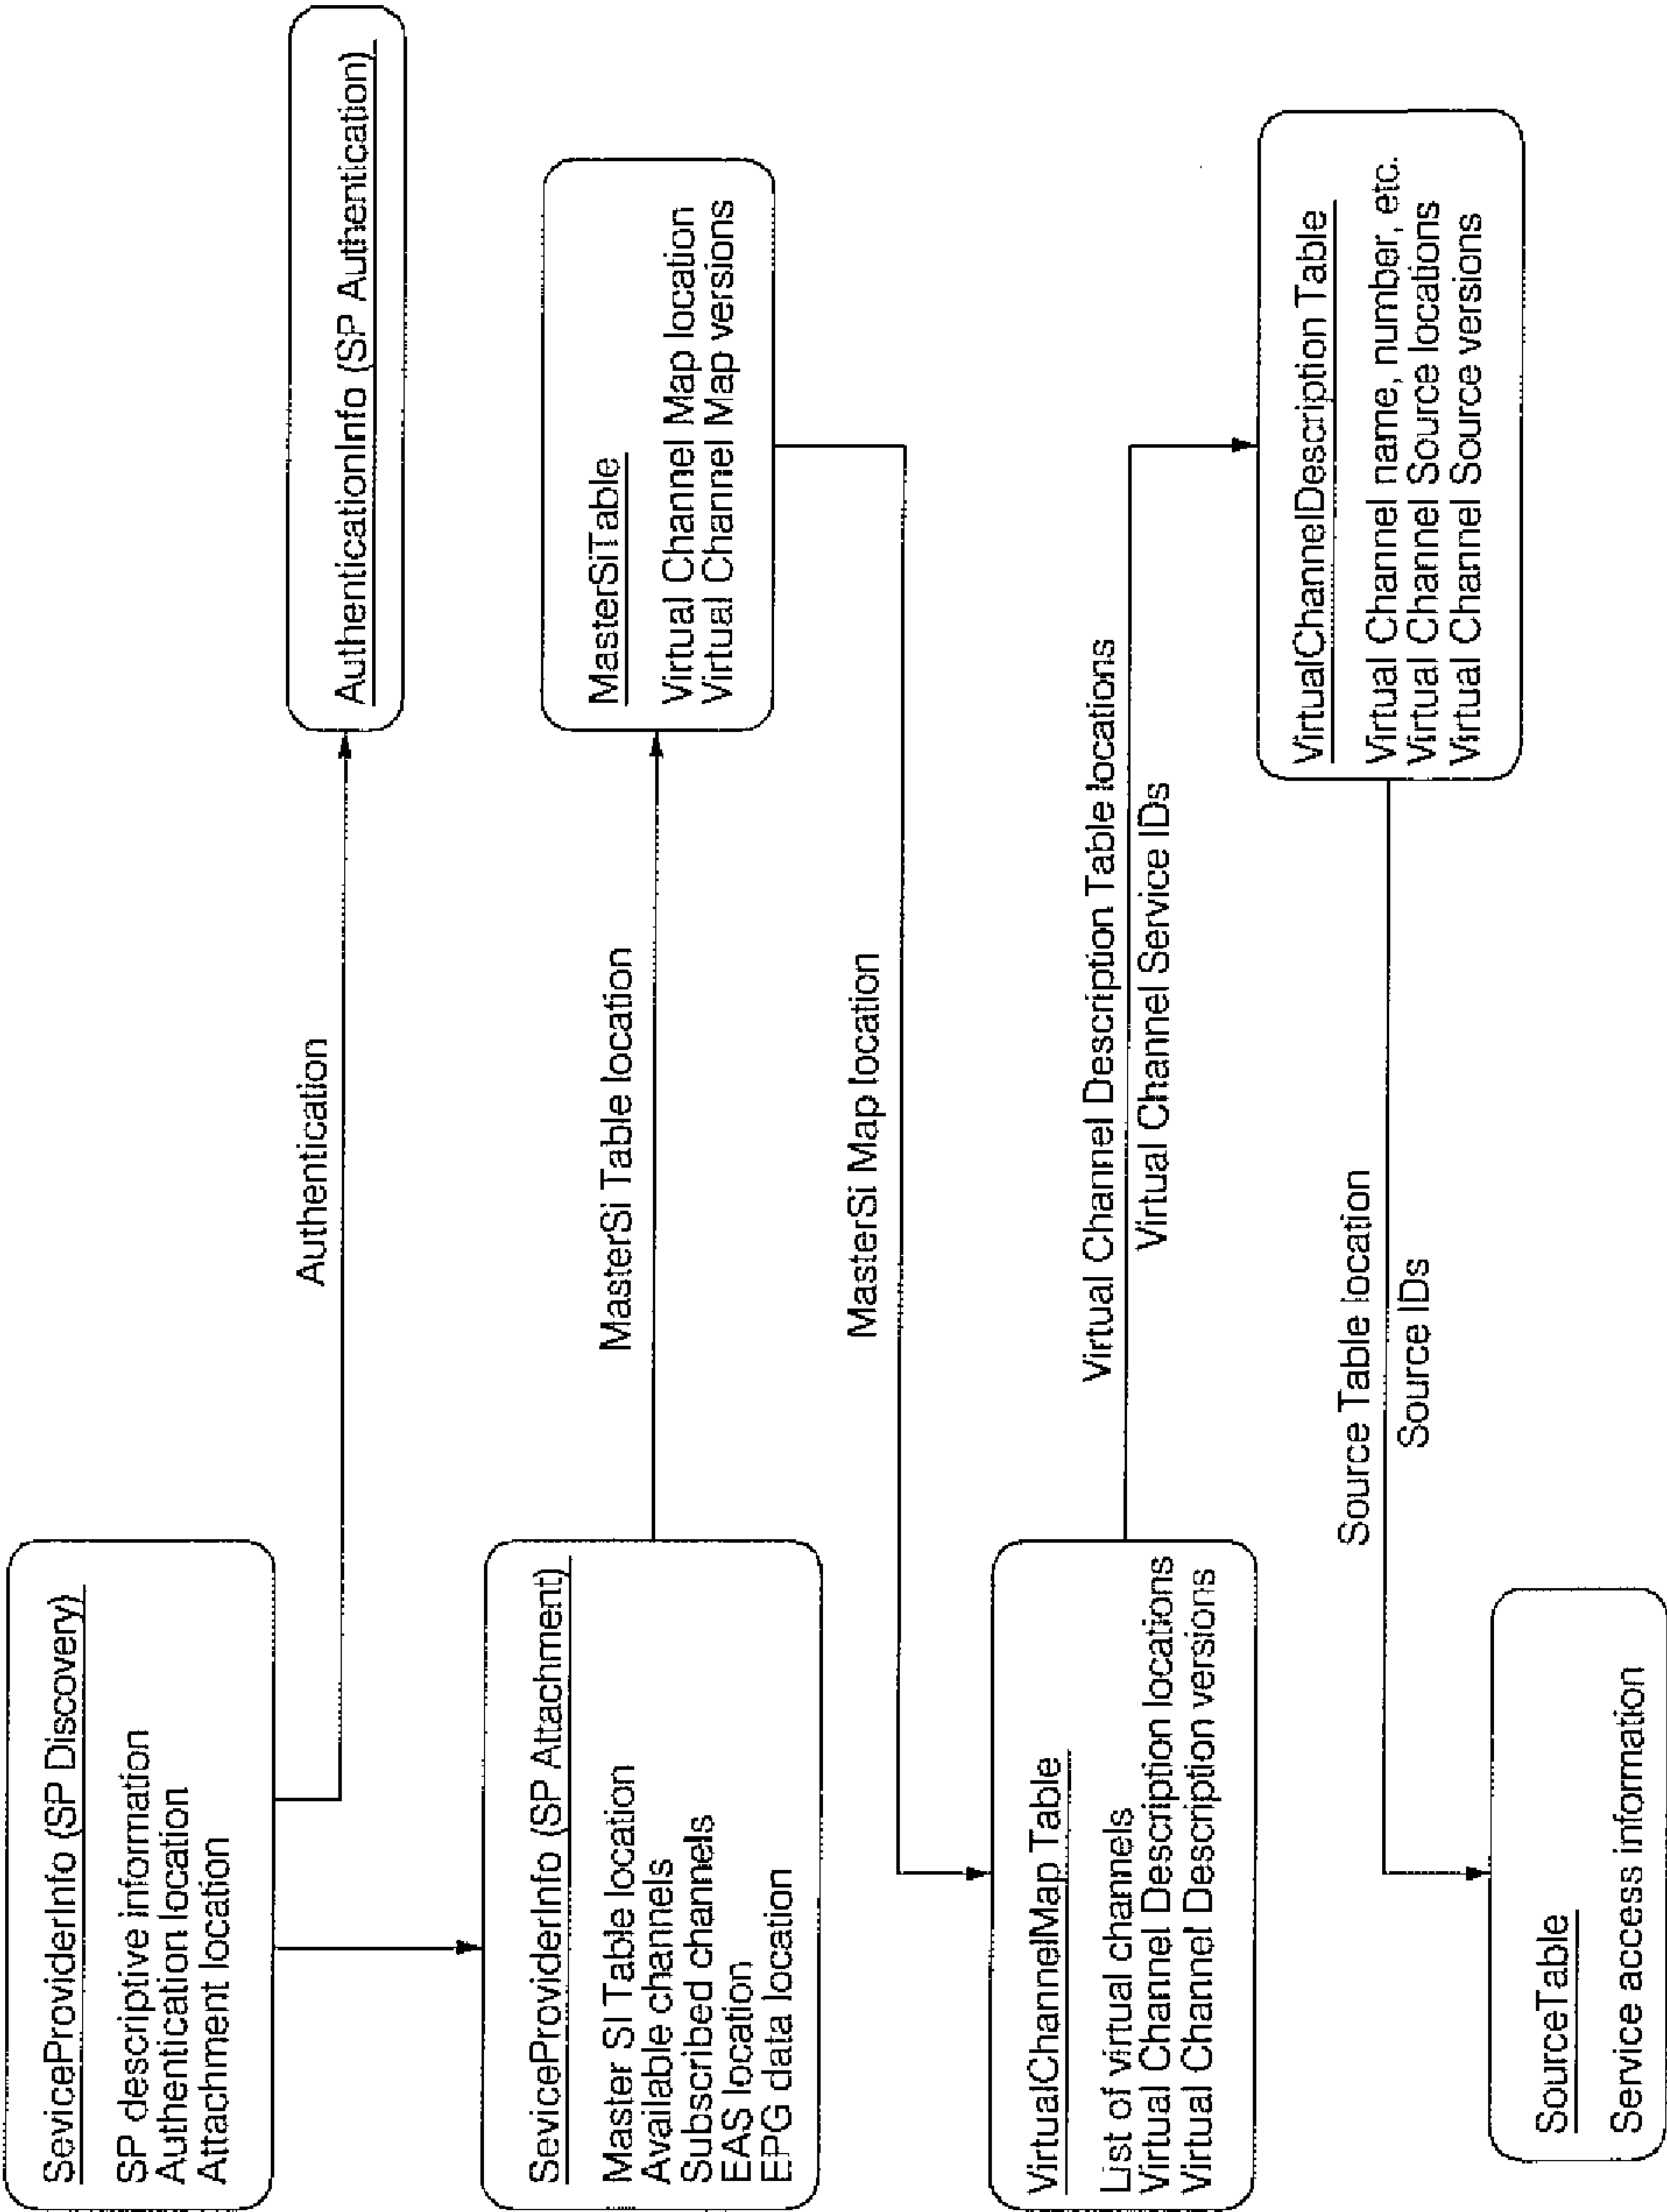 SeviceProviderInfo (SP Discovery)
SP descriptive information
Authentication location
Attachment location
Authentication
AuthenticationInfo (SP Authentication)
SeviceProviderInfo (SP Attachment)
Master SI Table location
Available channels
Subscribed channels
EAS location
EPG data location
MasterSi Table location
MasterSiTable
Virtual Channel Map location
Virtual Channel Map versions
MasterSi Map location
VirtualChannelMap Table
List of virtual channels
Virtual Channel Description locations
Virtual Channel Description versions
Virtual Channel Description Table locations
Virtual Channel Service IDs
VirtualChannelDescription Table
Virtual Channel name, number, etc.
Virtual Channel Source locations
Virtual Channel Source versions
Source Table location
Source IDs
SourceTable
Service access information